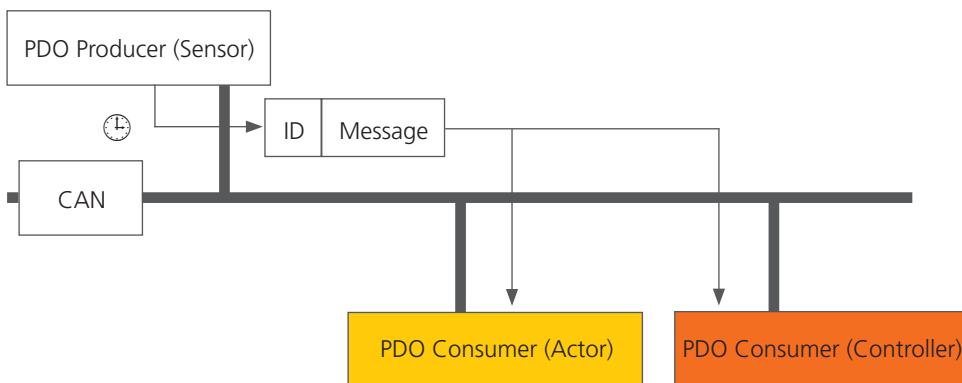 PDO Producer (Sensor)
ID
Message
CAN
PDO Consumer (Actor)
PDO Consumer (Controller)